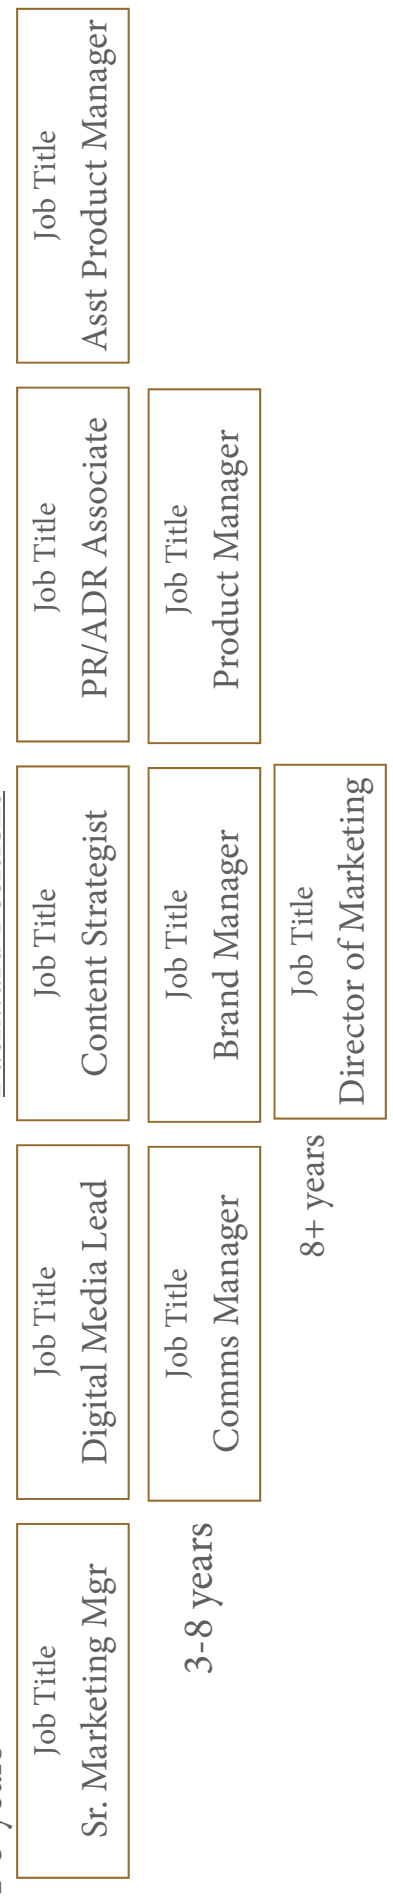 Job Title
Sr. Marketing Mgr
Job Title
Digital Media Lead
Job Title
Content Strategist
Job Title
PR/ADR Associate
Job Title
Asst Product Manager
3-8 years
Job Title
Comms Manager
Job Title
Brand Manager
Job Title
Product Manager
8+ years
Job Title
Director of Marketing